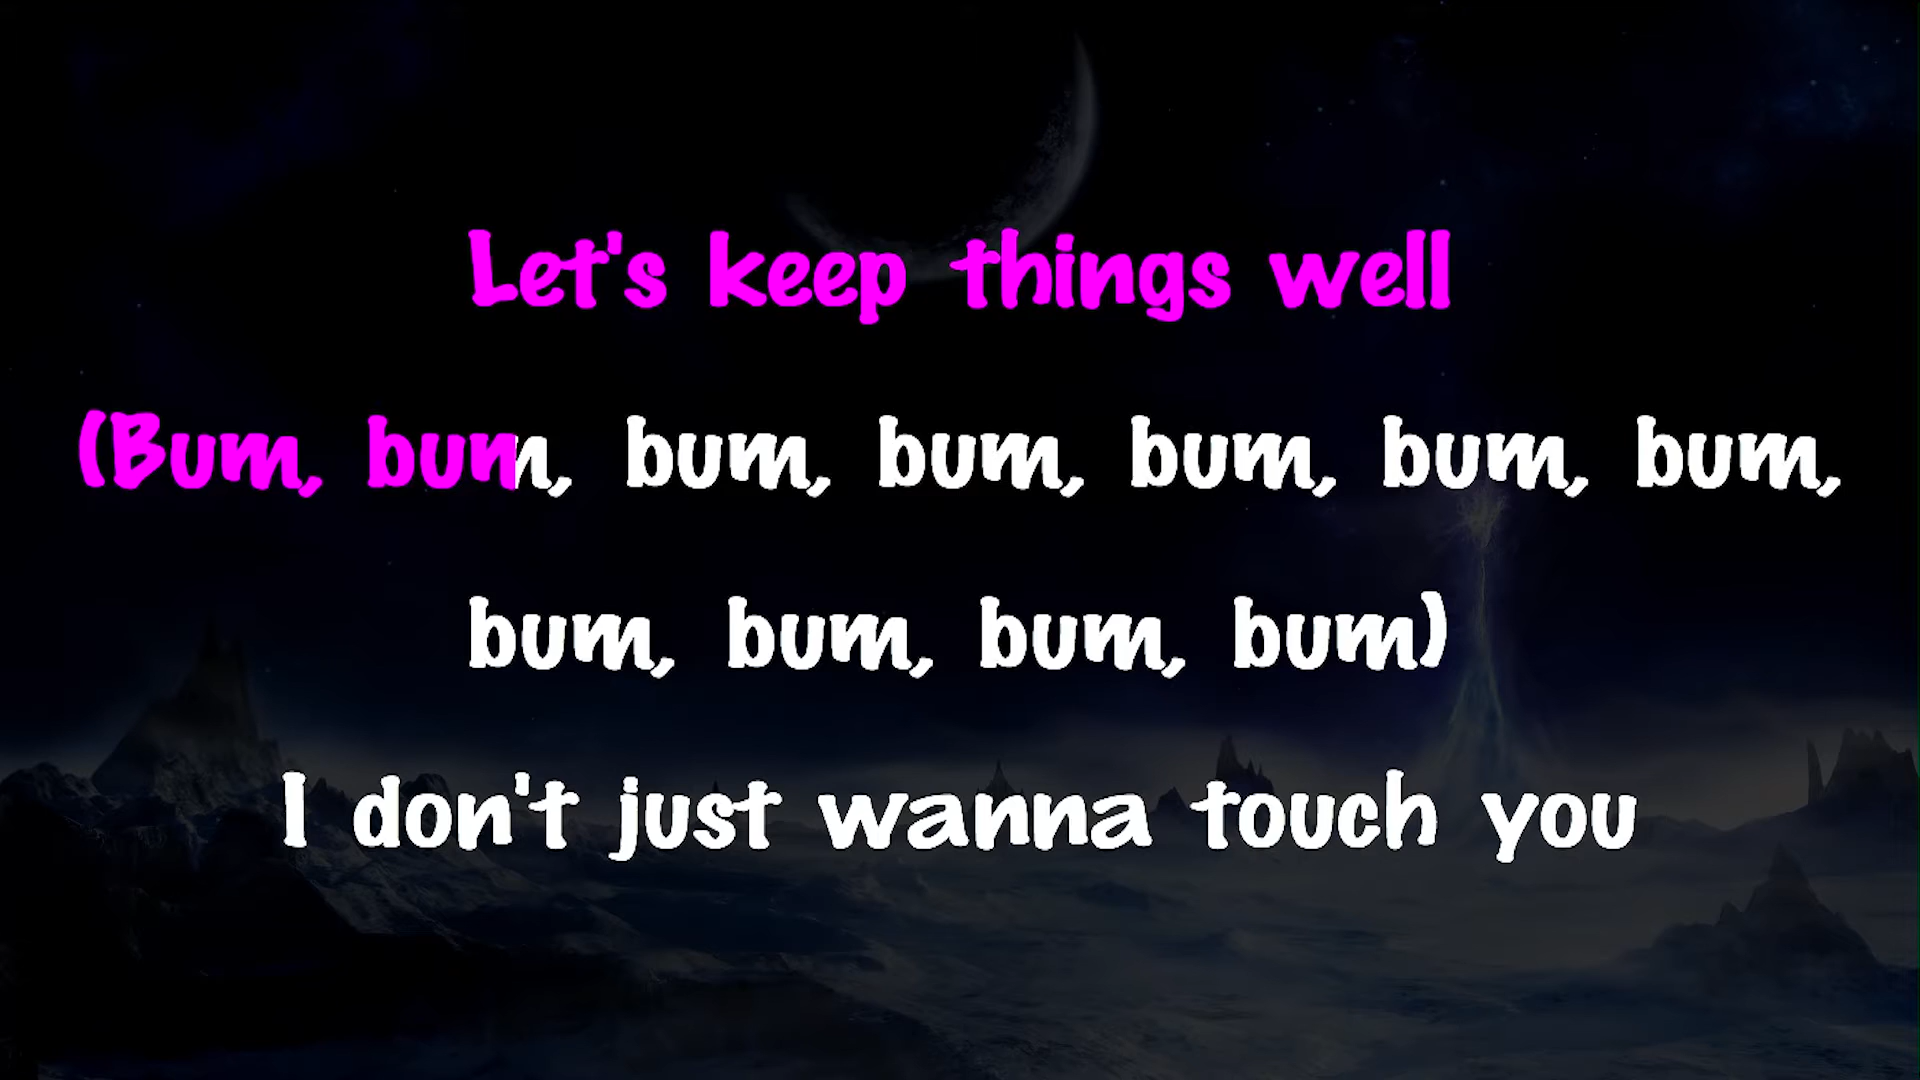 Let's keep things well
(Bum, bum, bum, bum, bum, bum, bum,
bum, bum, bum, bum)
I don't just wanna touch you